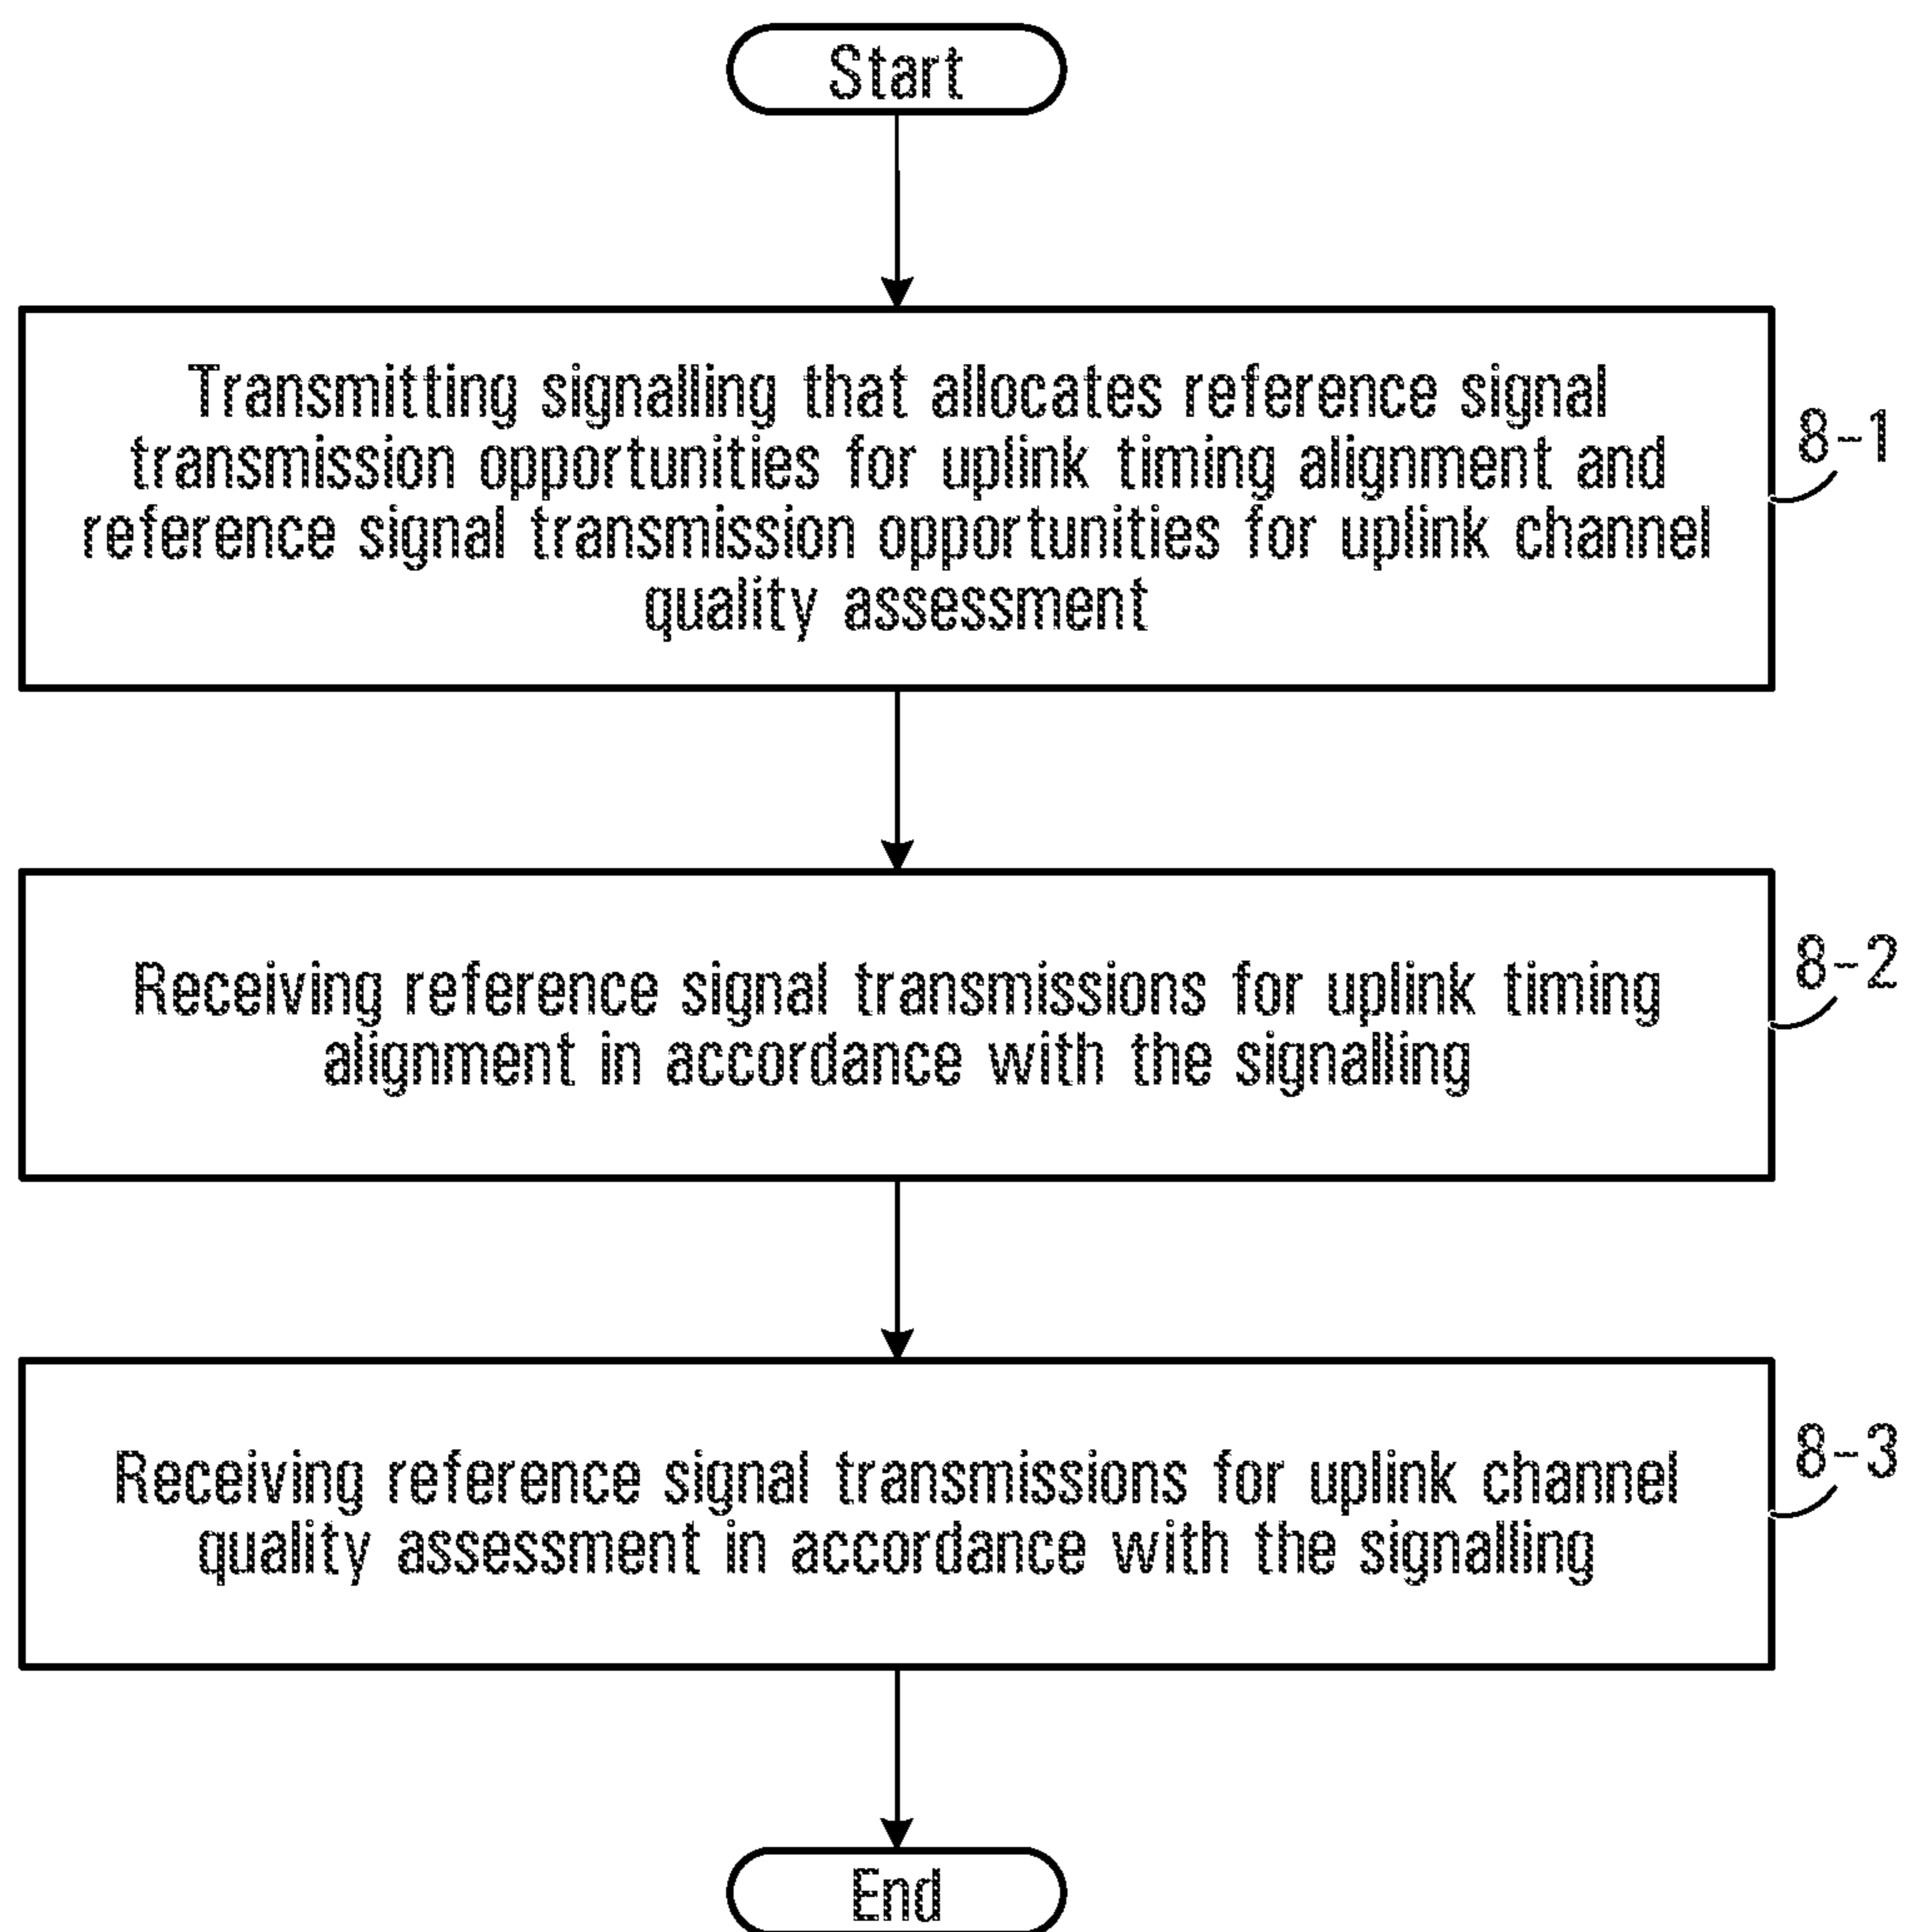 Start
Transmitting signalling that allocates reference signal
transmission opportunities for uplink timing alignment and
reference signal transmission opportunities for uplink channel
quality assessment
8-1
Receiving reference signal transmissions for uplink timing
alignment in accordance with the signalling
8-2
Receiving reference signal transmissions for uplink channel
quality assessment in accordance with the signalling
8-3
End